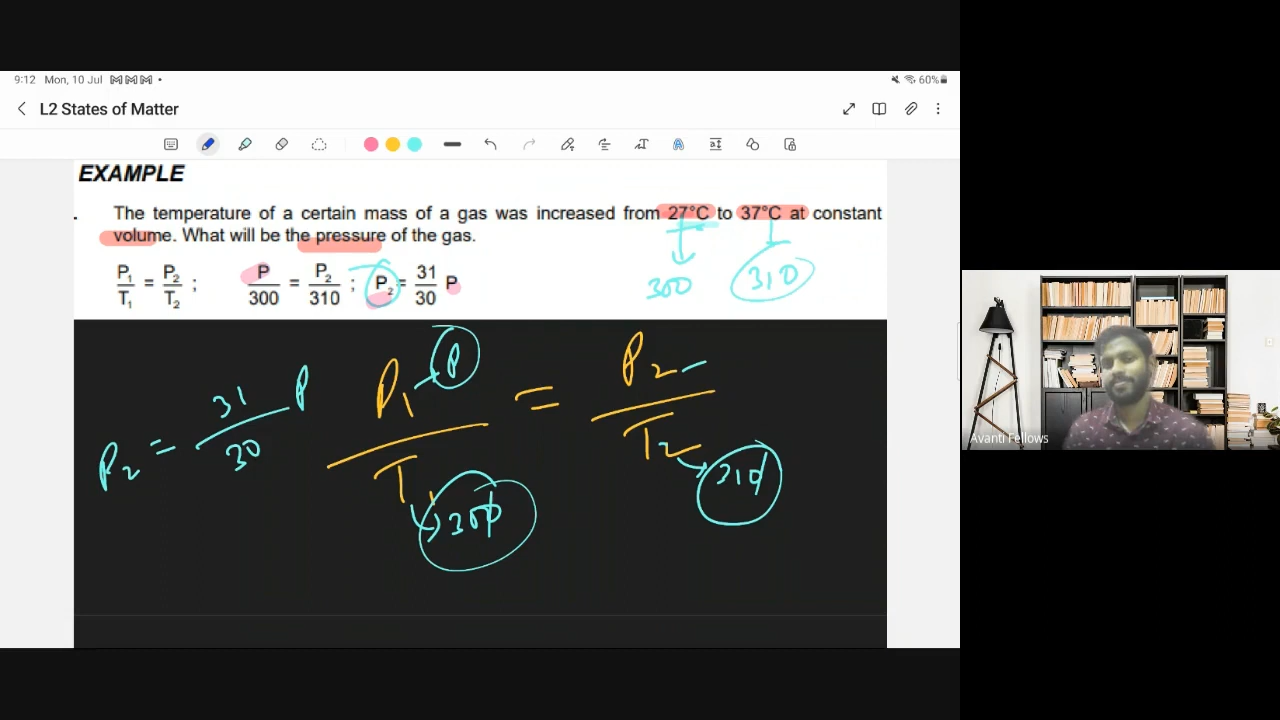 9:12 Mon, 10 Jul
60%
L2 States of Matter
EXAMPLE
The temperature of a certain mass of a gas was increased from 27°C to 37°C at constant
volume. What will be the pressure of the gas.
P₁/T₁ = P₂/T₂ ; P/300 = P₂/310 ; P₂ = 31/30 P
300 310
P₂ = 31/30 P
P₁ P = P₂
T₁ 300 T₂ 310
Avanti Fellows